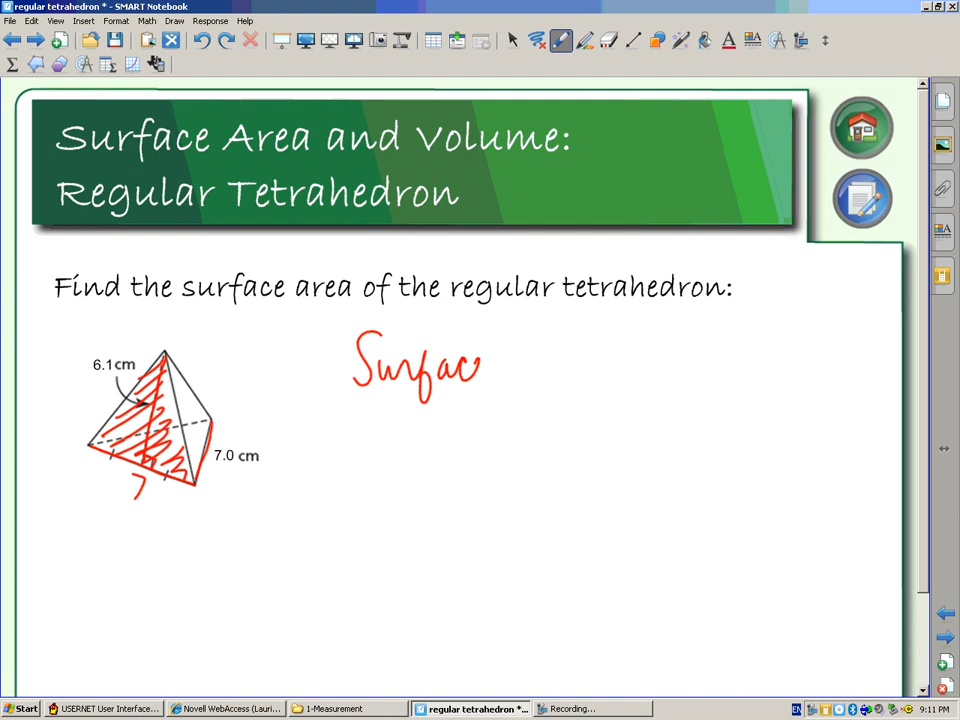 regular tetrahedron * - SMART Notebook
File Edit View Insert Format Math Draw Response Help
Surface Area and Volume:
Regular Tetrahedron
Find the surface area of the regular tetrahedron:
Surfac
6.1cm
7.0 cm
7
Start
USERNET User Interface...
Novell WebAccess (Lauri...
1-Measurement
regular tetrahedron *...
Recording...
EN
9:11 PM